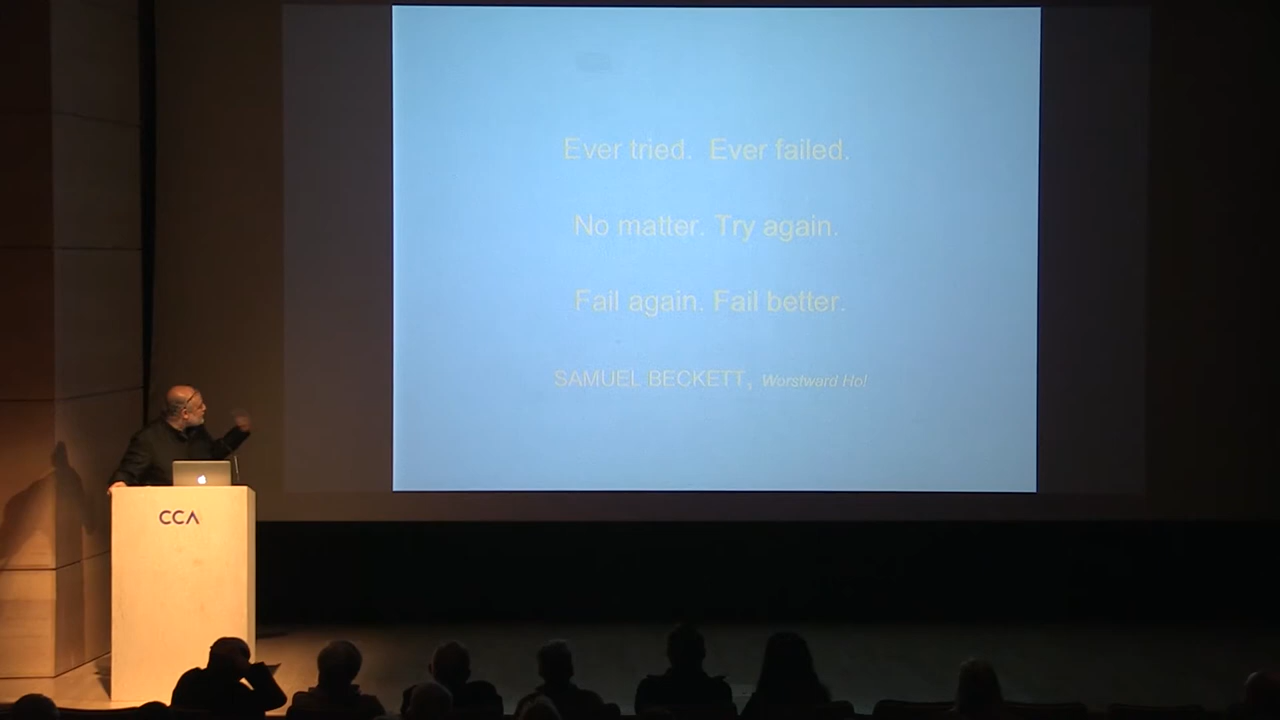 Ever tried. Ever failed.
No matter. Try again.
Fail again. Fail better.
SAMUEL BECKETT, Worstward Ho!
CCA